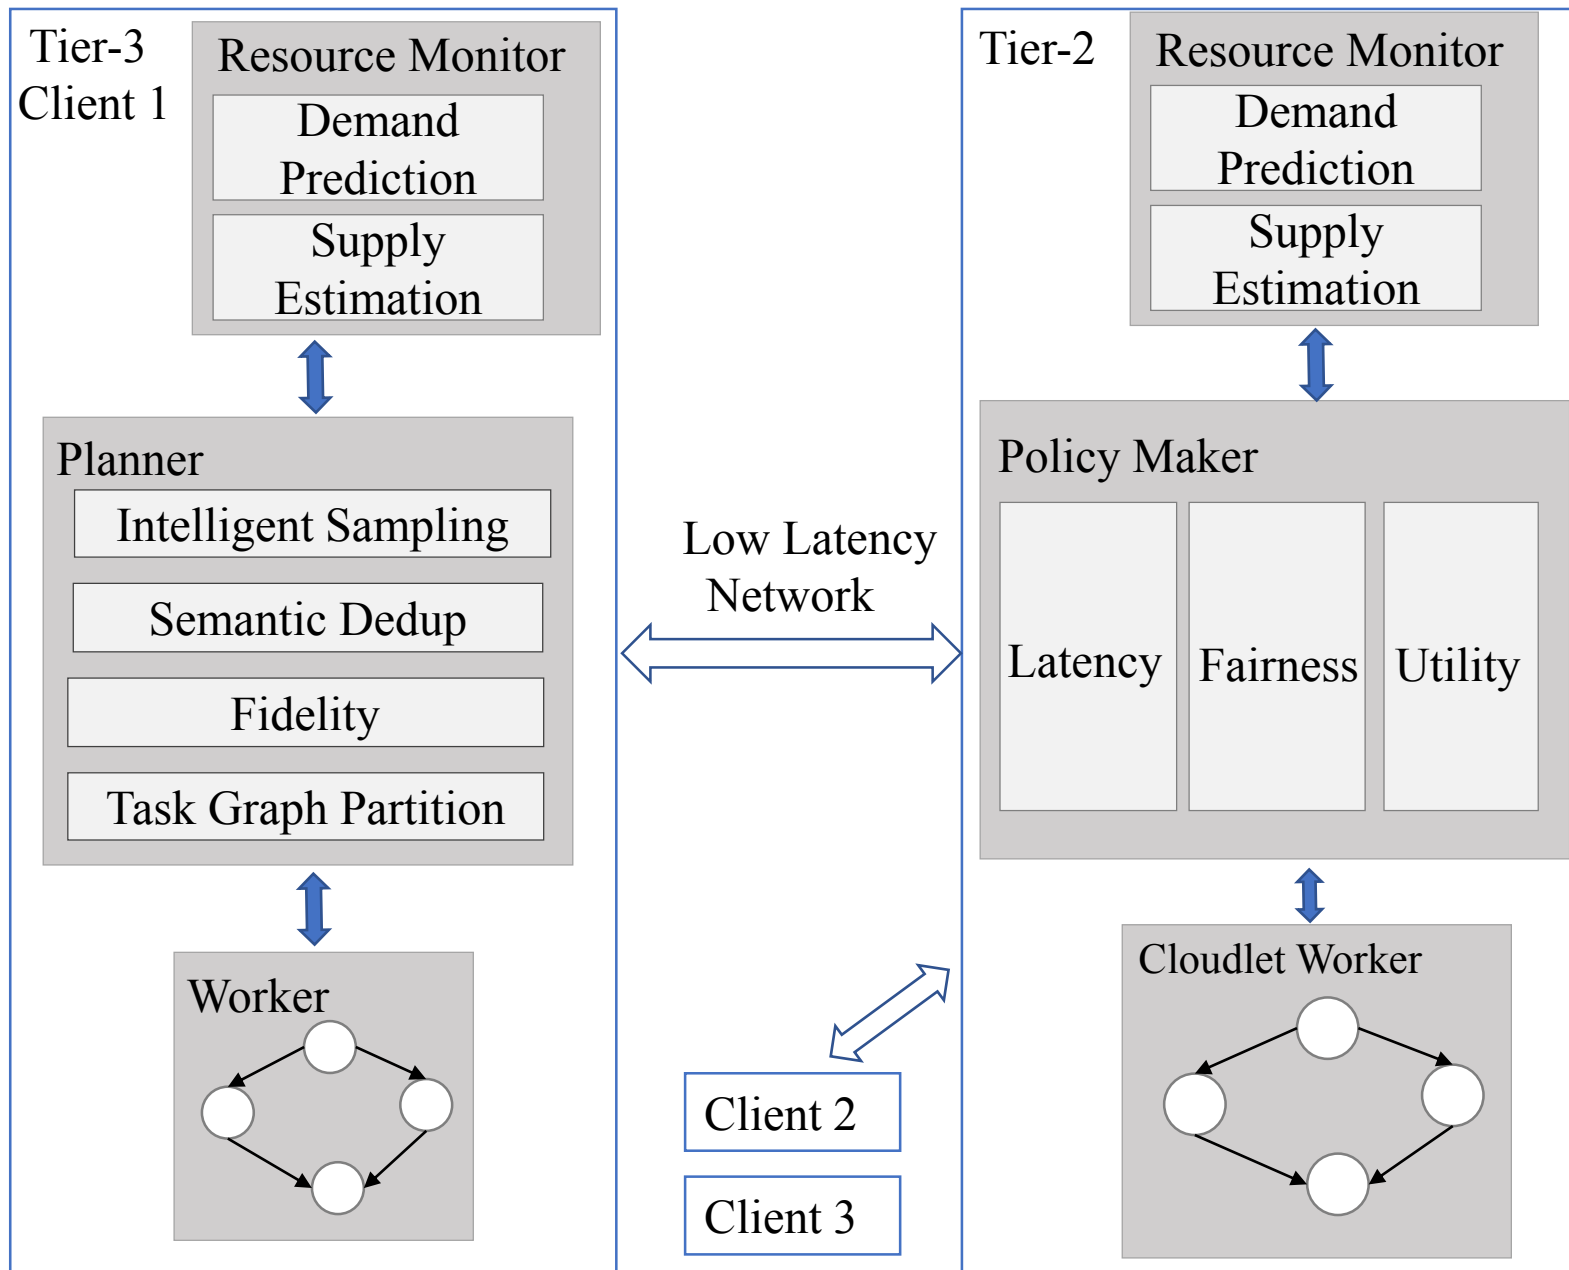 Tier-3
Client 1
Resource Monitor
Demand
Prediction
Supply
Estimation
Planner
Intelligent Sampling
Semantic Dedup
Fidelity
Task Graph Partition
Worker
Low Latency
Network
Client 2
Client 3
Tier-2
Resource Monitor
Demand
Prediction
Supply
Estimation
Policy Maker
Latency
Fairness
Utility
Cloudlet Worker